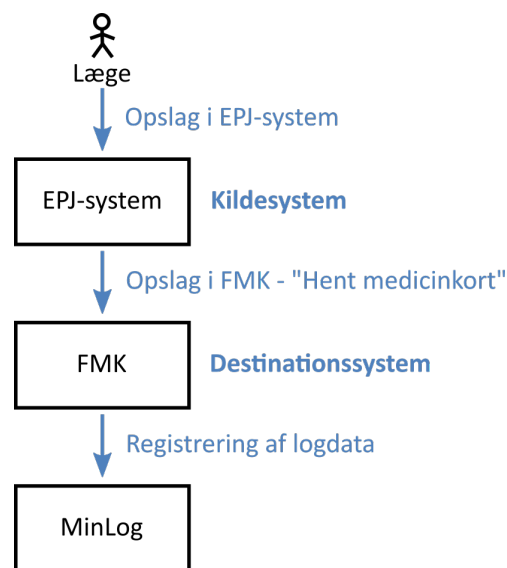 Læge
Opslag i EPJ-system
EPJ-system
Kildesystem
Opslag i FMK - "Hent medicinkort"
FMK
Destinationssystem
Registrering af logdata
MinLog